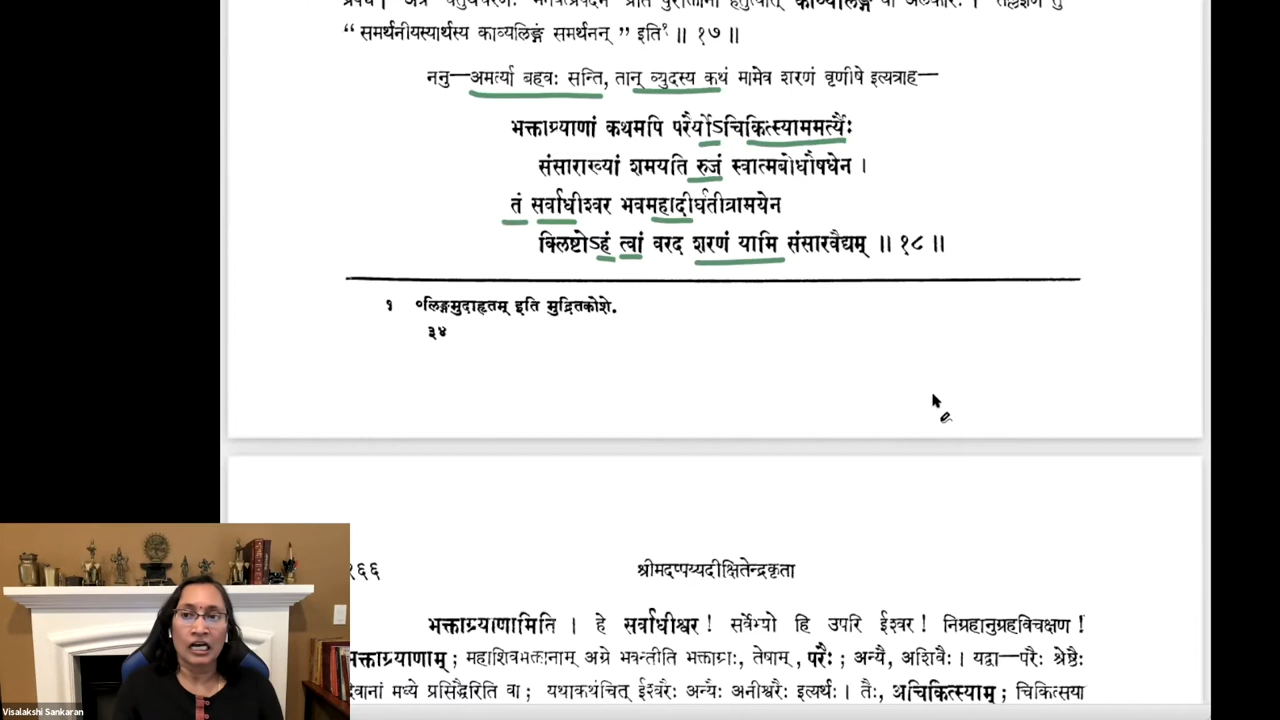 “ समर्थनीयस्यार्थस्य काव्यलिङ्गं समर्थनन् ” इति¹ ॥ १७ ॥
ननु—अमर्त्या बहवः सन्ति, तान् व्युदस्य कथं मामेव शरणं वृणीषे इत्यत्राह—
भक्ताग्र्याणां कथमपि परैर्योऽचिकित्स्याममर्त्यैः
संसाराख्यां शमयति रुजं स्वात्मबोधौषधेन ।
तं सर्वाधीश्वर भवमहादीर्घतीव्रामयेन
क्लिष्टोऽहं त्वां वरद शरणं यामि संसारवैद्यम् ॥ १८ ॥
१ ०लिङ्गमुदाहृतम् इति मुद्रितकोशे.
३४
२६६ श्रीमदप्पय्यदीक्षितेन्द्रकृता
भक्ताग्र्याणामिति । हे सर्वाधीश्वर ! सर्वेभ्यो हि उपरि ईश्वर ! निग्रहानुग्रहविचक्षण !
भक्ताग्र्याणाम् ; महाशिवभक्तानाम् अग्रे भवन्तीति भक्ताग्राः, तेषाम् , परैः ; अन्यै, अशिवैः । यद्वा—परैः श्रेष्ठैः
देवानां मध्ये प्रसिद्धैरिति वा ; यथाकथंचित् ईश्वरैः अन्यैः अनीश्वरैः इत्यर्थः । तैः, अचिकित्स्याम् ; चिकित्सया
Visalakshi Sankaran